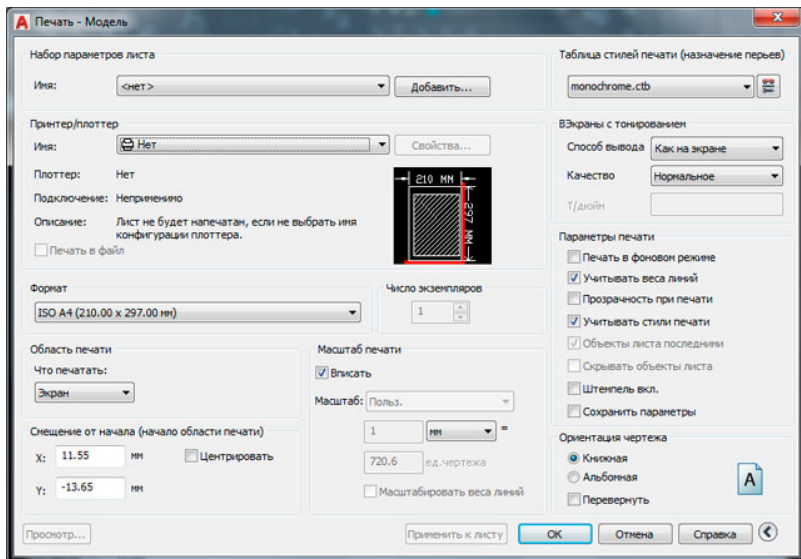 Печать - Модель
Набор параметров листа
Имя: <нет> Добавить...
Принтер/плоттер
Имя: Нет Свойства...
Плоттер: Нет
Подключение: Неприменимо
Описание: Лист не будет напечатан, если не выбрать имя
конфигурации плоттера.
Печать в файл
210 MM
297 MM
Формат
ISO A4 (210.00 x 297.00 мм)
Число экземпляров
1
Область печати
Что печатать:
Экран
Масштаб печати
Вписать
Масштаб: Польз.
1 мм =
720.6 ед.чертежа
Масштабировать веса линий
Смещение от начала (начало области печати)
X: 11.55 мм Центрировать
Y: -13.65 мм
Таблица стилей печати (назначение перьев)
monochrome.ctb
ВЭкраны с тонированием
Способ вывода Как на экране
Качество Нормальное
Т/дюйм
Параметры печати
Печать в фоновом режиме
Учитывать веса линий
Прозрачность при печати
Учитывать стили печати
Объекты листа последними
Скрывать объекты листа
Штемпель вкл.
Сохранить параметры
Ориентация чертежа
Книжная
Альбомная
Перевернуть
A
Просмотр... Применить к листу ОК Отмена Справка